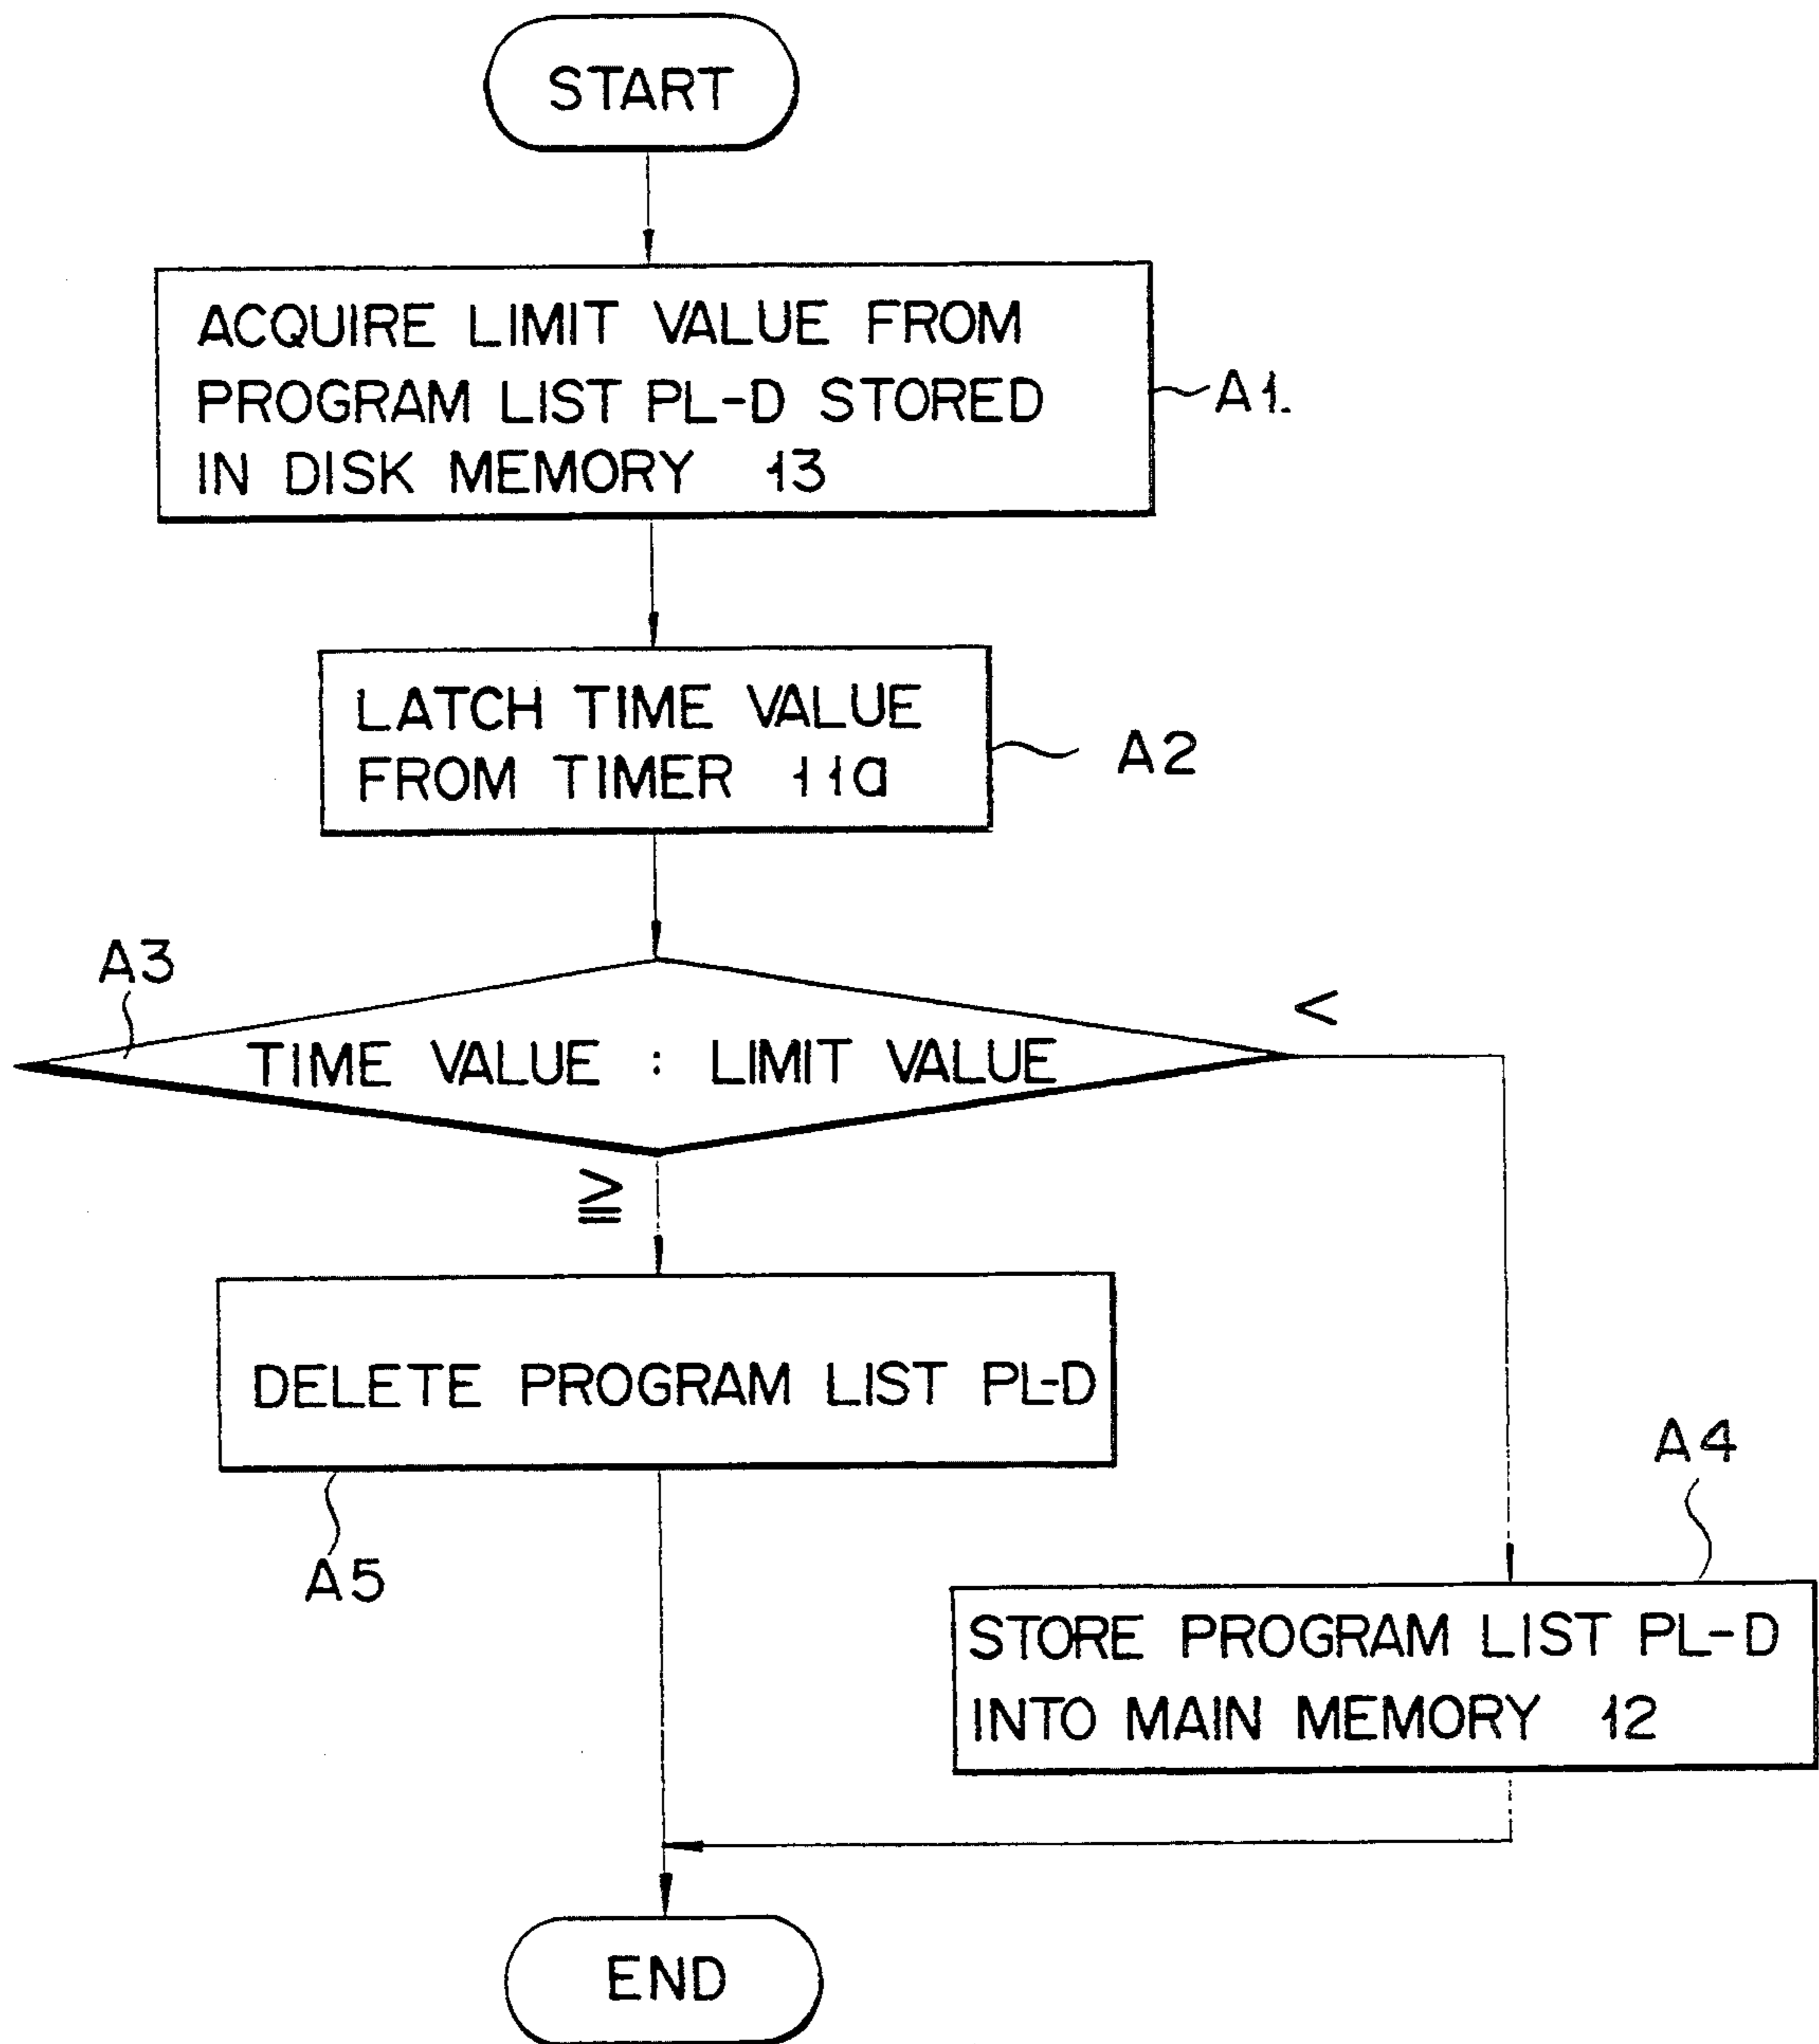 START
ACQUIRE LIMIT VALUE FROM
PROGRAM LIST PL-D STORED
IN DISK MEMORY 13
A1.
LATCH TIME VALUE
FROM TIMER 11a
A2
A3
<
TIME VALUE : LIMIT VALUE
≧
DELETE PROGRAM LIST PL-D
A5
A4
STORE PROGRAM LIST PL-D
INTO MAIN MEMORY 12
END